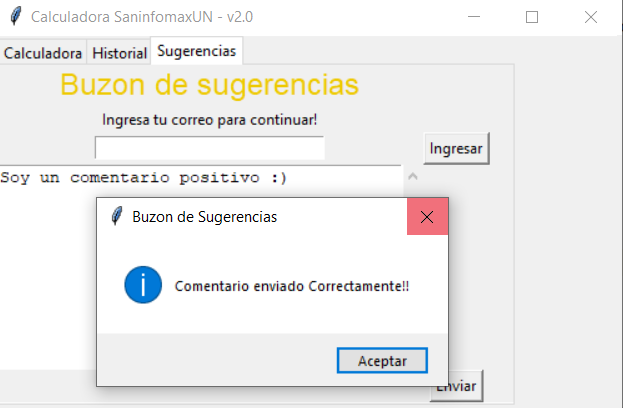 Calculadora SaninfomaxUN - v2.0
Calculadora Historial Sugerencias
Buzon de sugerencias
Ingresa tu correo para continuar!
Ingresar
Soy un comentario positivo :)
Buzon de Sugerencias
Comentario enviado Correctamente!!
Aceptar
Enviar